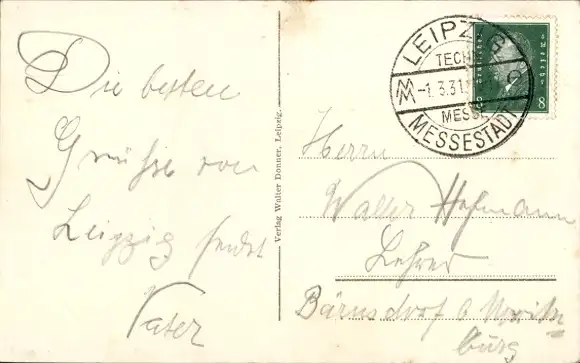 Die besten
Grüße von
Leipzig sendet
Vater
Verlag Walter Donner, Leipzig.
LEIPZIG
TECHN.
-1.3.31.
MESSE
MESSESTADT
8
Herrn
Walter Hofmann
Lehrer
Bärnsdorf b Moritz
burg